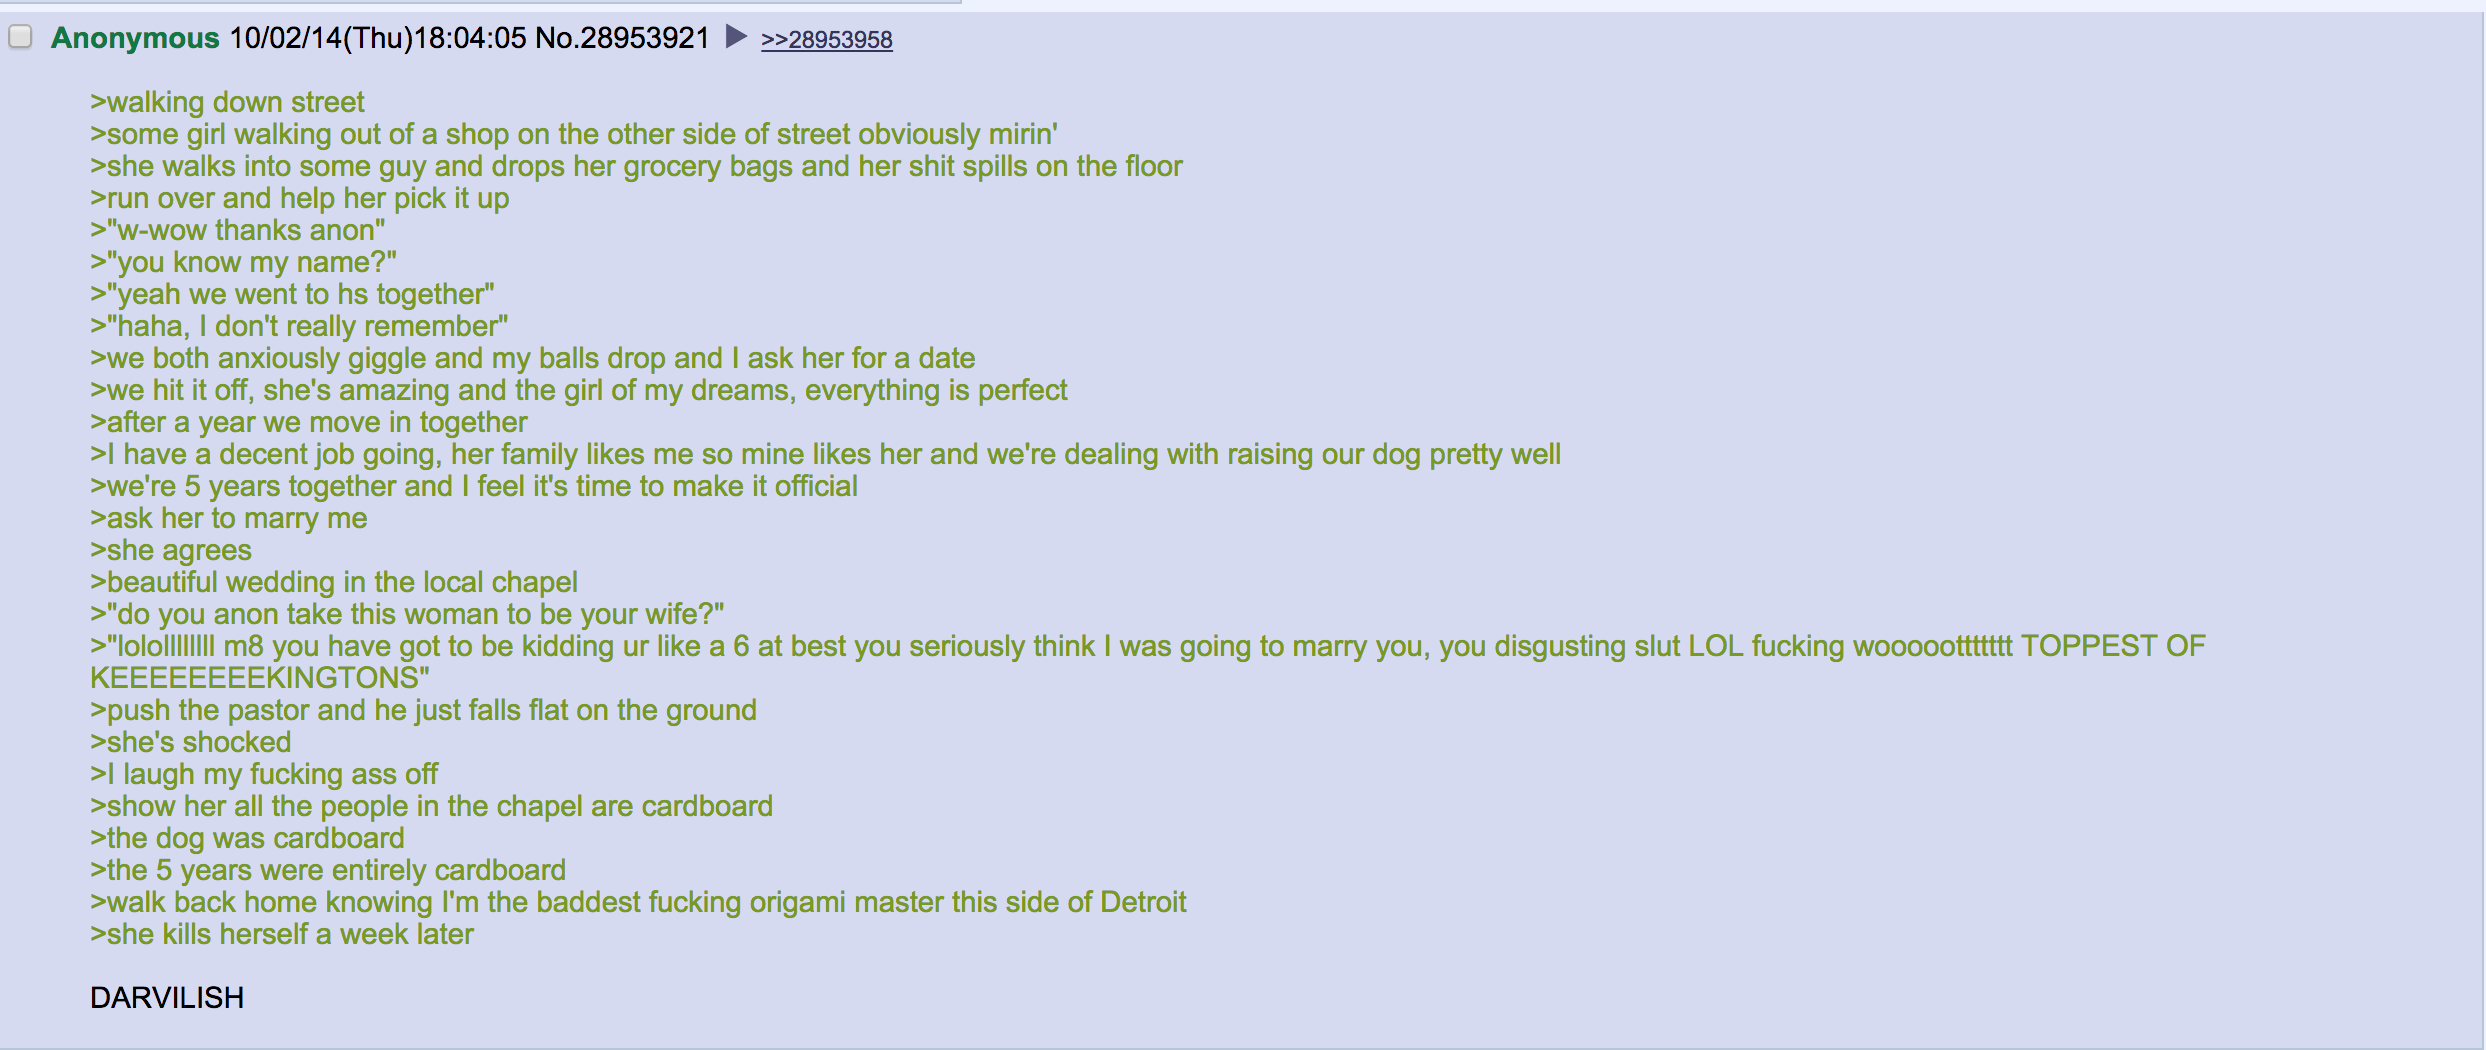 Anonymous 10/02/14(Thu)18:04:05 No.28953921 ▶ >>28953958
>walking down street
>some girl walking out of a shop on the other side of street obviously mirin'
>she walks into some guy and drops her grocery bags and her shit spills on the floor
>run over and help her pick it up
>"w-wow thanks anon"
>"you know my name?"
>"yeah we went to hs together"
>"haha, I don't really remember"
>we both anxiously giggle and my balls drop and I ask her for a date
>we hit it off, she's amazing and the girl of my dreams, everything is perfect
>after a year we move in together
>I have a decent job going, her family likes me so mine likes her and we're dealing with raising our dog pretty well
>we're 5 years together and I feel it's time to make it official
>ask her to marry me
>she agrees
>beautiful wedding in the local chapel
>"do you anon take this woman to be your wife?"
>"lolollllllll m8 you have got to be kidding ur like a 6 at best you seriously think I was going to marry you, you disgusting slut LOL fucking wooooottttttt TOPPEST OF
KEEEEEEEEKINGTONS"
>push the pastor and he just falls flat on the ground
>she's shocked
>I laugh my fucking ass off
>show her all the people in the chapel are cardboard
>the dog was cardboard
>the 5 years were entirely cardboard
>walk back home knowing I'm the baddest fucking origami master this side of Detroit
>she kills herself a week later
DARVILISH